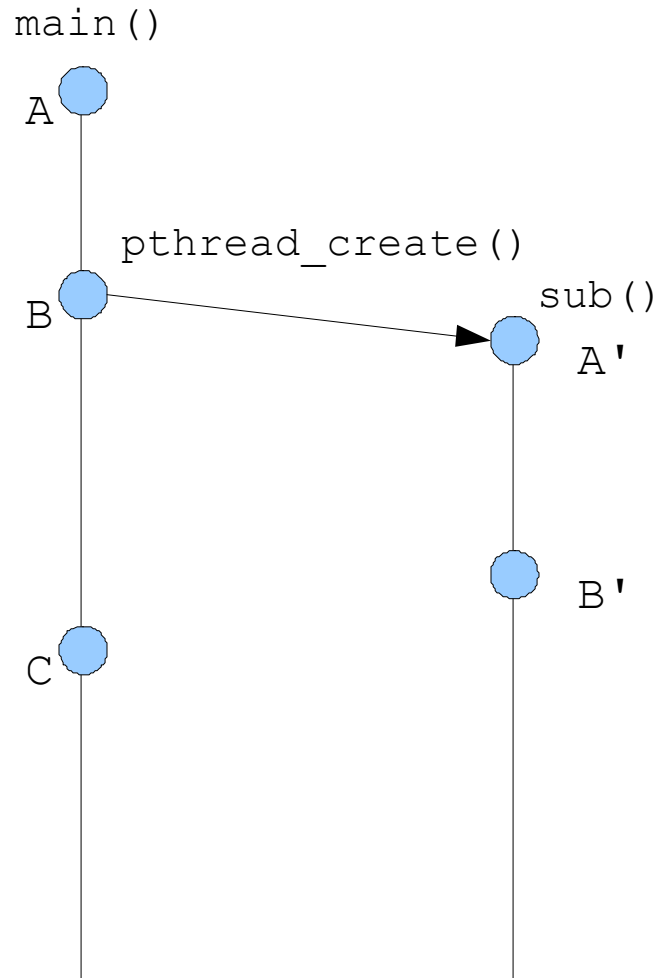 main()
A
pthread_create()
sub()
B
A'
B'
C